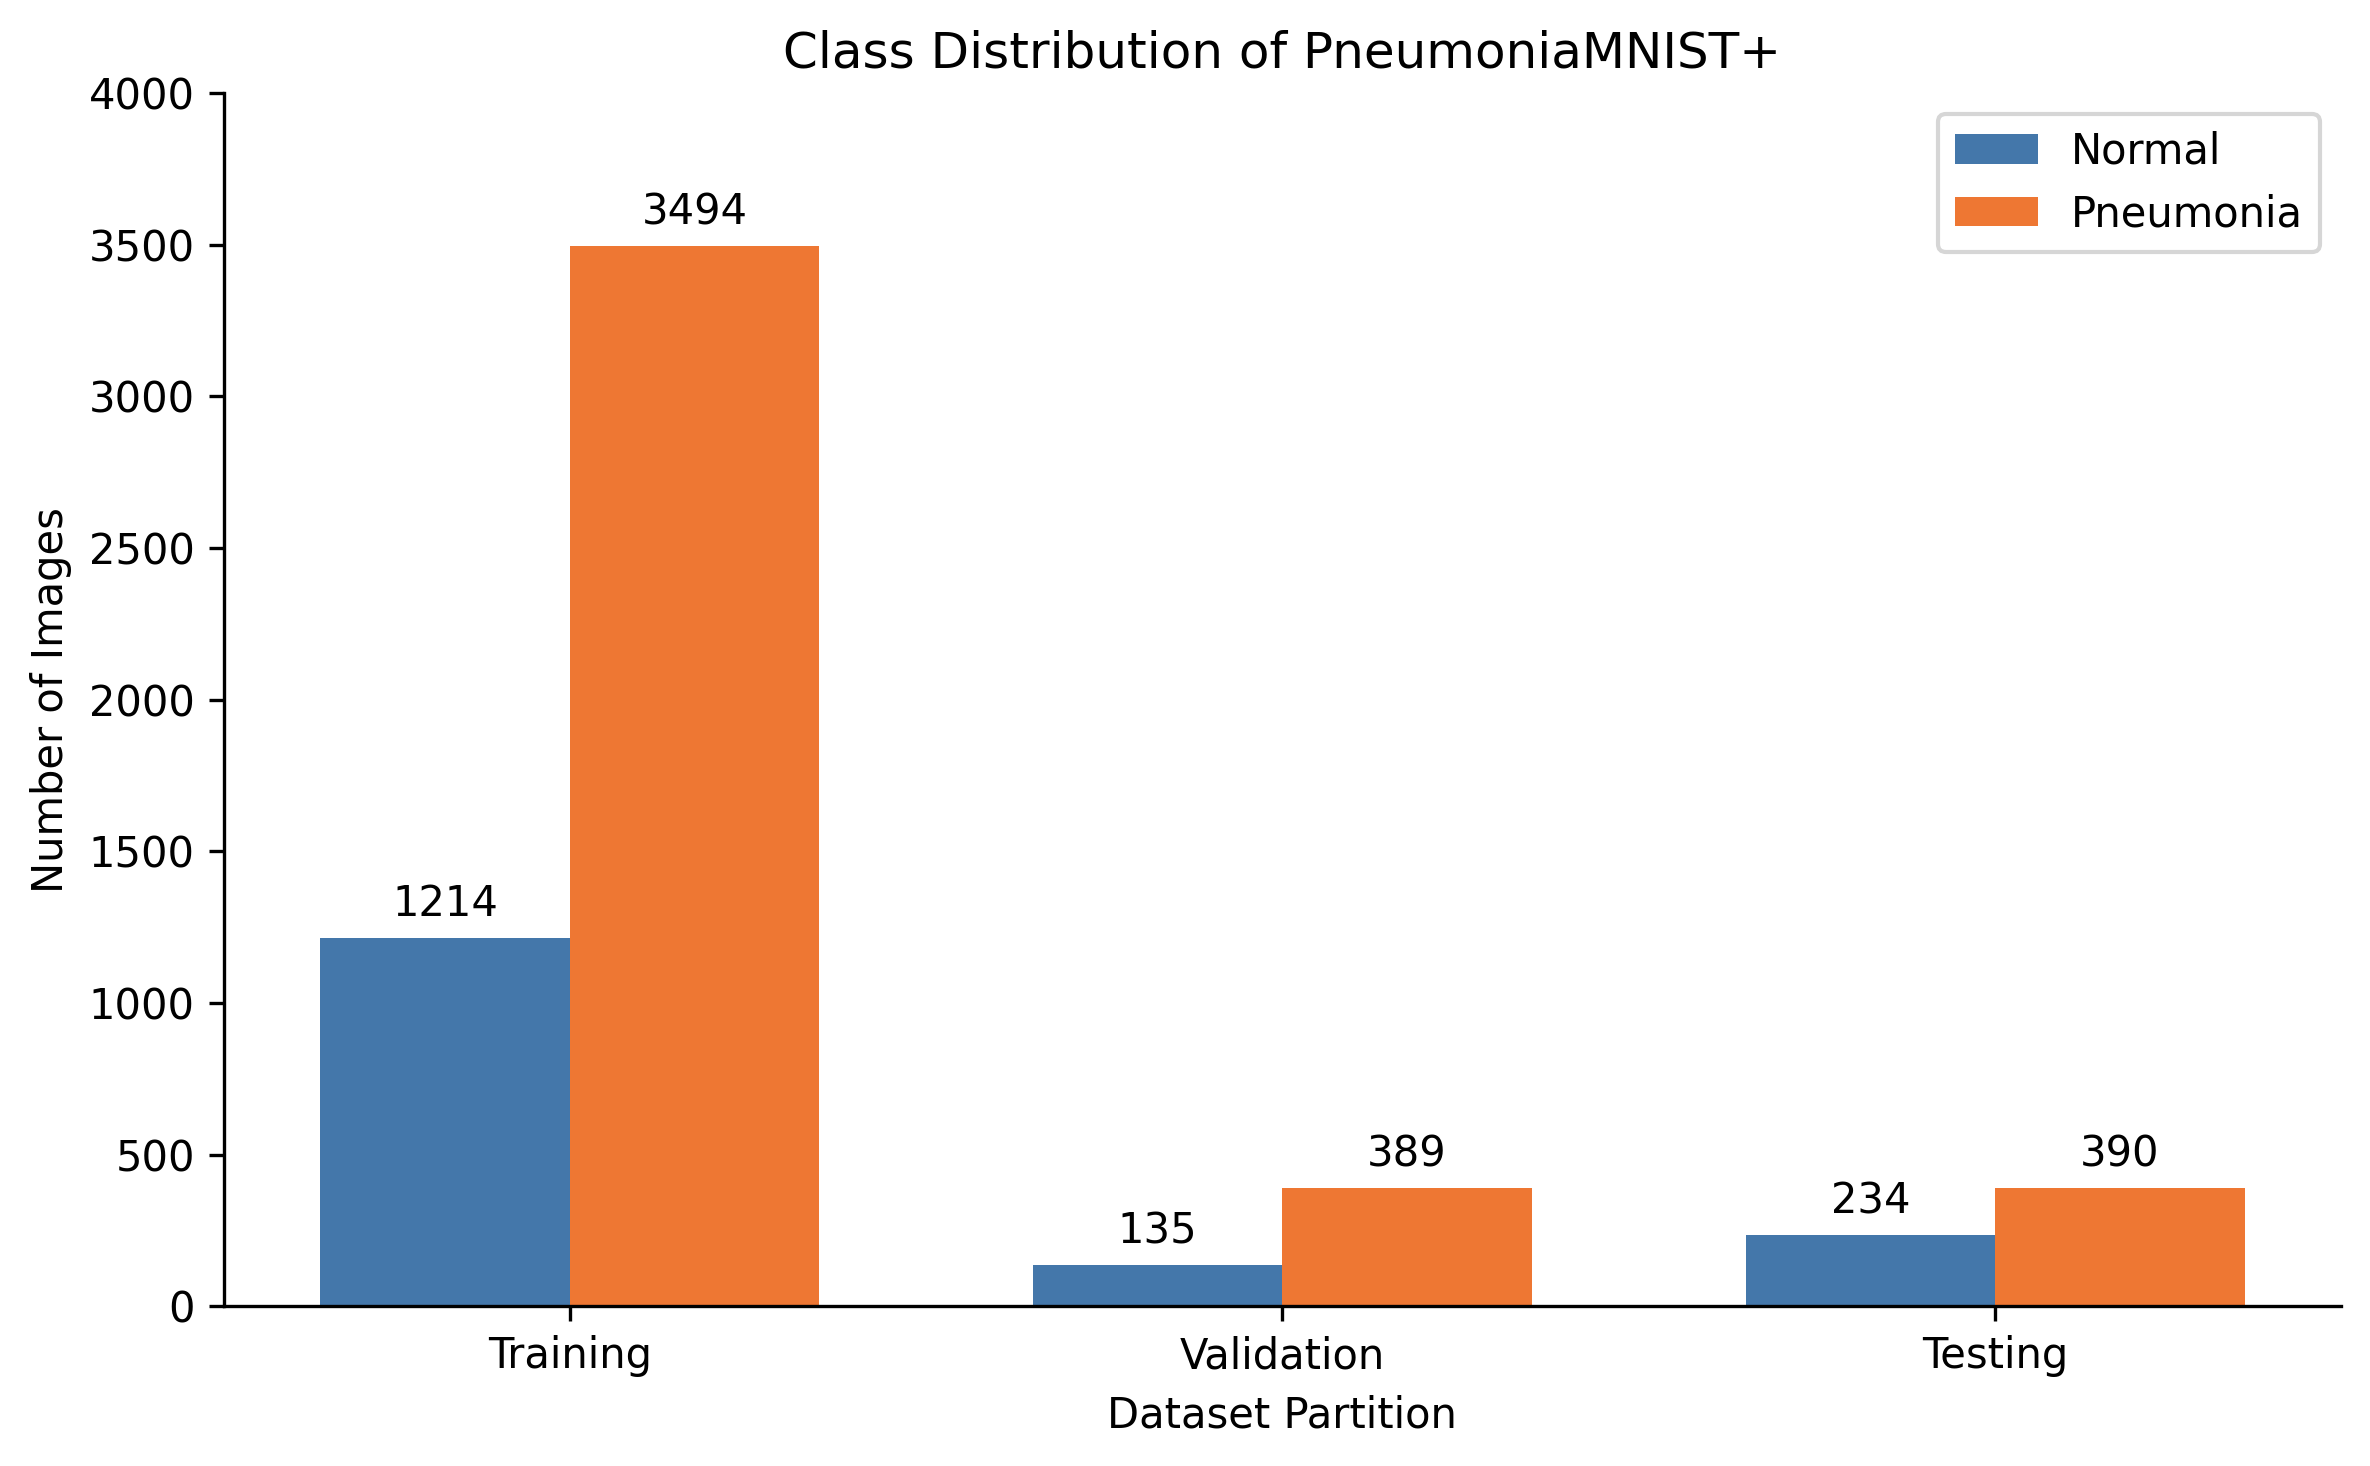 Class Distribution of PneumoniaMNIST+
Normal
Pneumonia
Number of Images
4000
3500
3000
2500
2000
1500
1000
500
0
1214
3494
135
389
234
390
Training
Validation
Testing
Dataset Partition